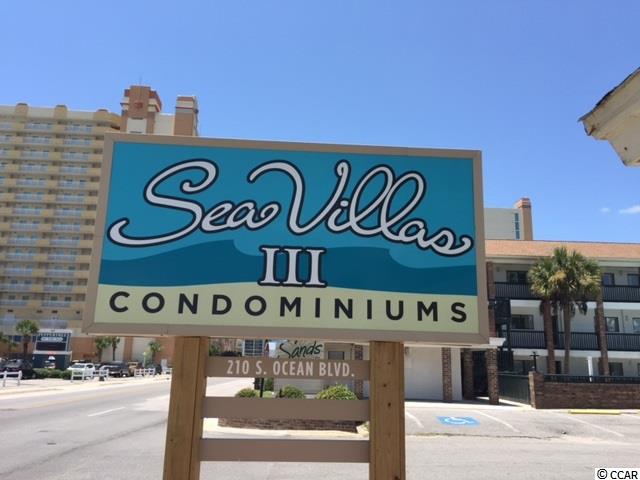 Sea Villas
III
CONDOMINIUMS
Sands
210 S. OCEAN BLVD.
© CCAR